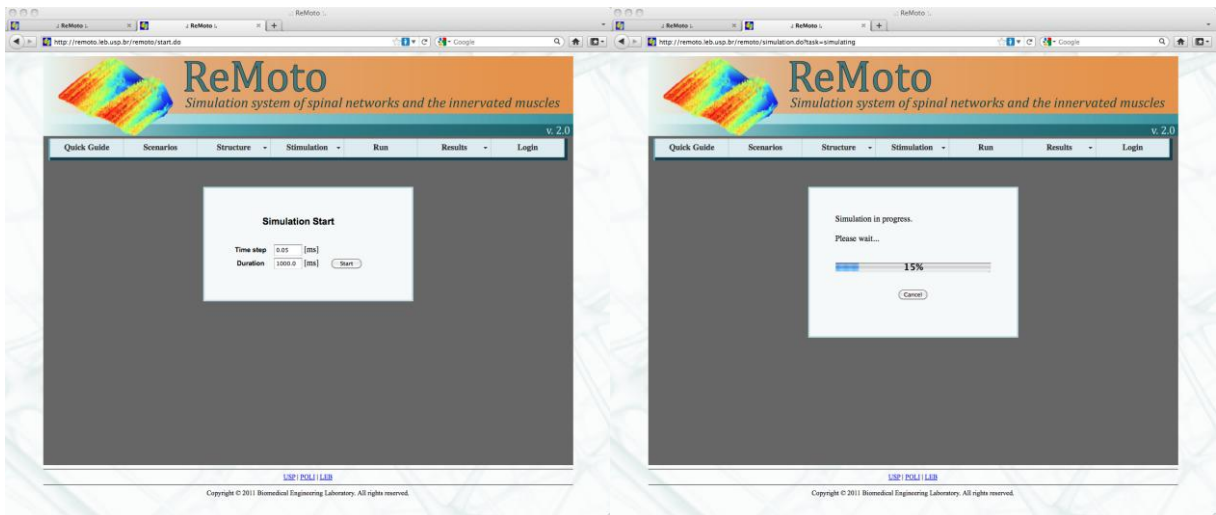 .: ReMoto :.
.: ReMoto :.
.: ReMoto :.
http://remoto.leb.usp.br/remoto/start.do
Google
ReMoto
Simulation system of spinal networks and the innervated muscles
v. 2.0
Quick Guide Scenarios Structure Stimulation Run Results Login
Simulation Start
Time step 0.05 [ms]
Duration 1000.0 [ms] Start
USP | POLI | LEB
Copyright © 2011 Biomedical Engineering Laboratory. All rights reserved.
.: ReMoto :.
.: ReMoto :.
.: ReMoto :.
http://remoto.leb.usp.br/remoto/simulation.do?task=simulating
Google
ReMoto
Simulation system of spinal networks and the innervated muscles
v. 2.0
Quick Guide Scenarios Structure Stimulation Run Results Login
Simulation in progress.
Please wait...
15%
Cancel
USP | POLI | LEB
Copyright © 2011 Biomedical Engineering Laboratory. All rights reserved.